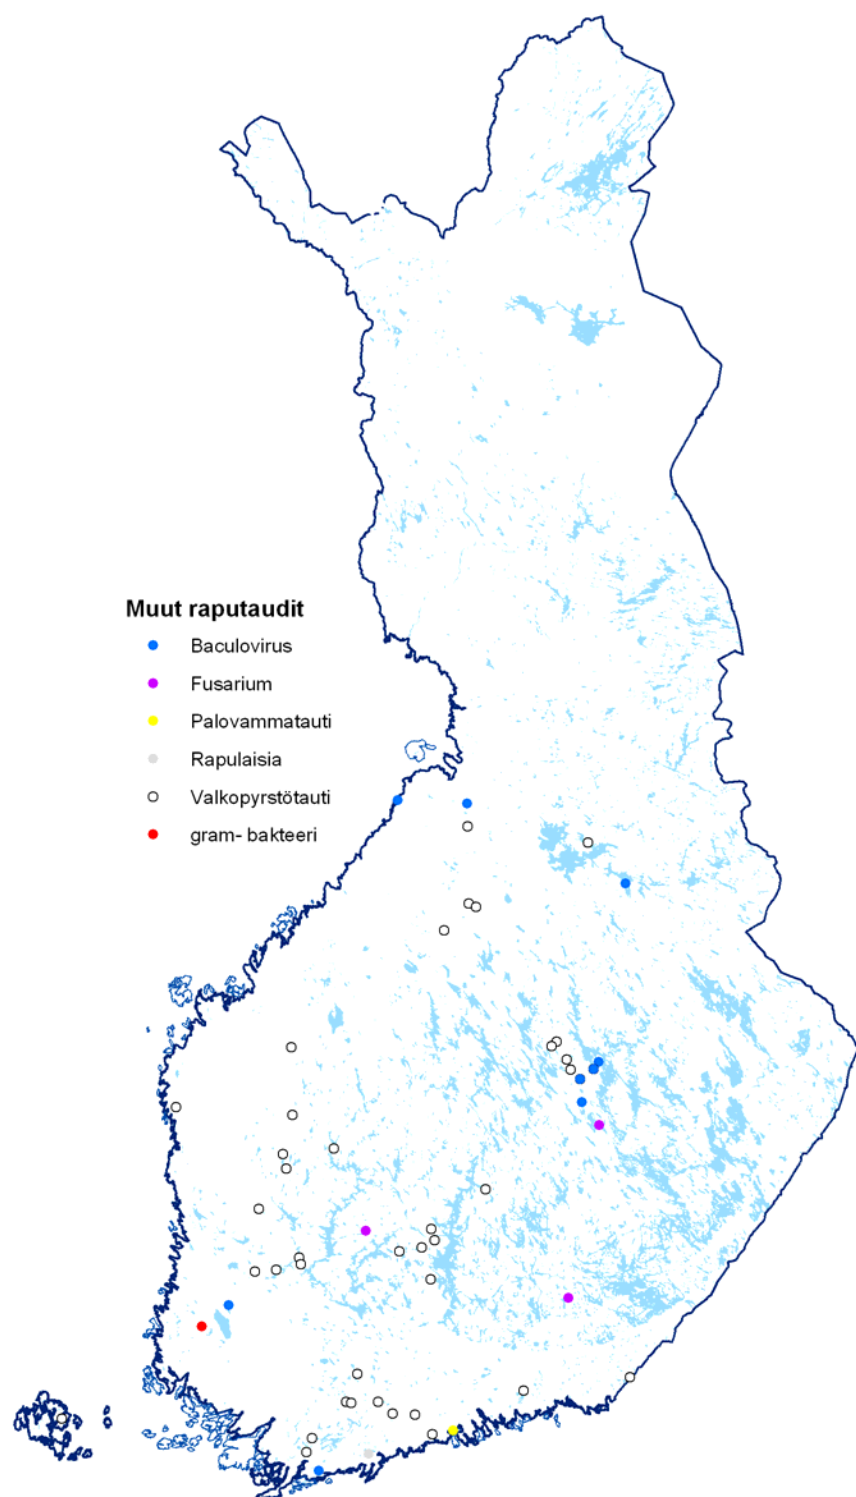 Muut raputaudit
Baculovirus
Fusarium
Palovammatauti
Rapulaisia
Valkopyrstötauti
gram- bakteeri